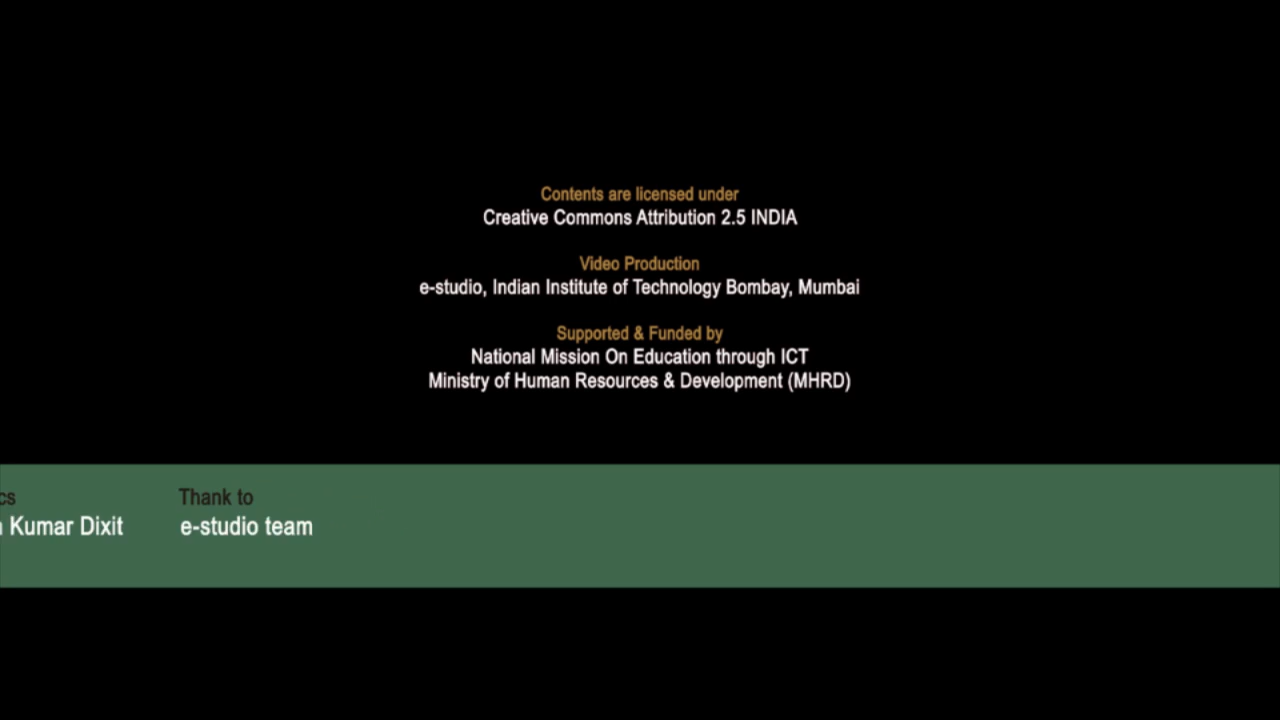 Contents are licensed under
Creative Commons Attribution 2.5 INDIA
Video Production
e-studio, Indian Institute of Technology Bombay, Mumbai
Supported & Funded by
National Mission On Education through ICT
Ministry of Human Resources & Development (MHRD)
Thank to
Kumar Dixit e-studio team